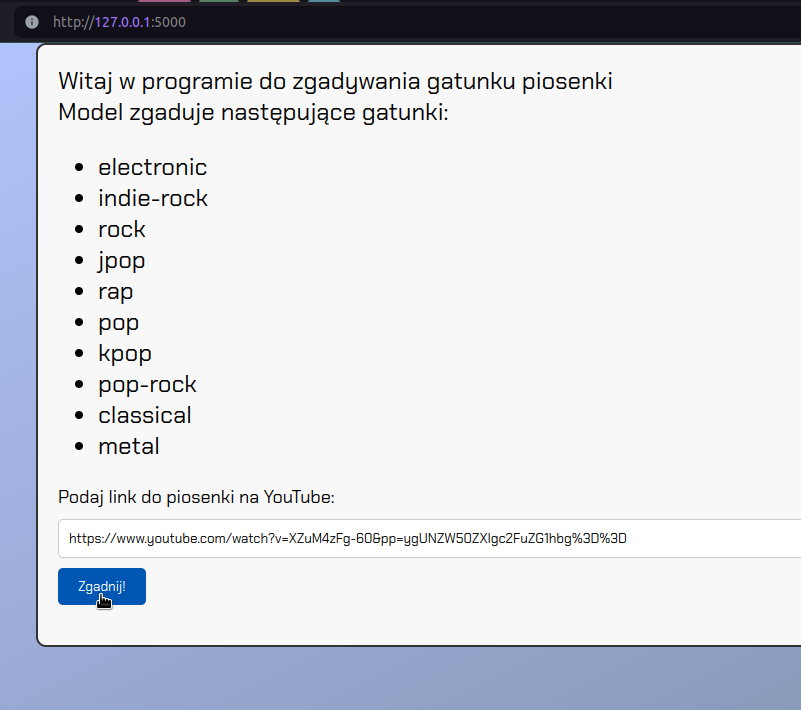 http://127.0.0.1:5000
Witaj w programie do zgadywania gatunku piosenki
Model zgaduje następujące gatunki:
electronic
indie-rock
rock
jpop
rap
pop
kpop
pop-rock
classical
metal
Podaj link do piosenki na YouTube:
https://www.youtube.com/watch?v=XZuM4zFg-60&pp=ygUNZW50ZXIgc2FuZG1hbg%3D%3D
Zgadnij!